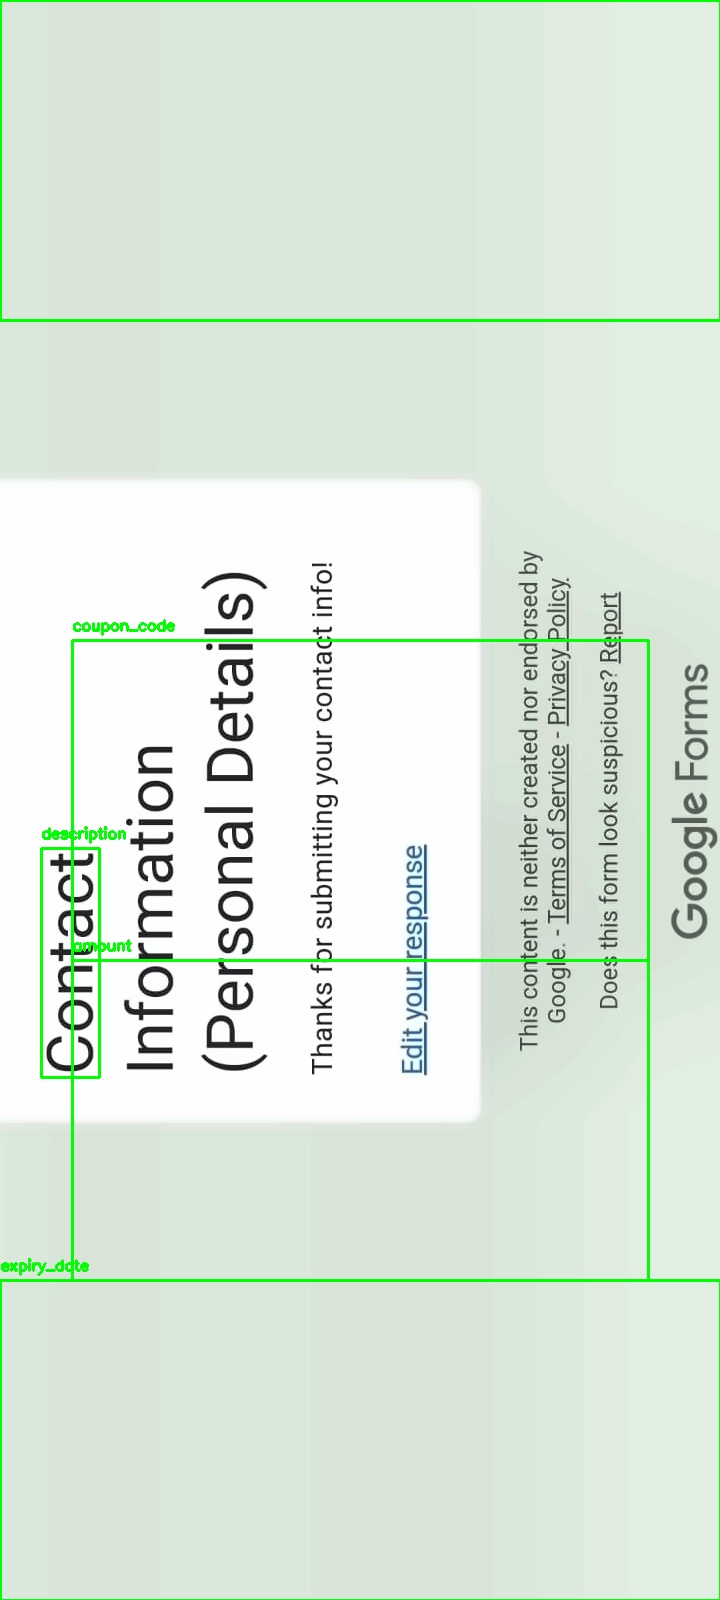 Contact
Information
(Personal Details)
Thanks for submitting your contact info!
Edit your response
This content is neither created nor endorsed by
Google. - Terms of Service - Privacy Policy.
Does this form look suspicious? Report
Google Forms
coupon_code
description
amount
expiry_date